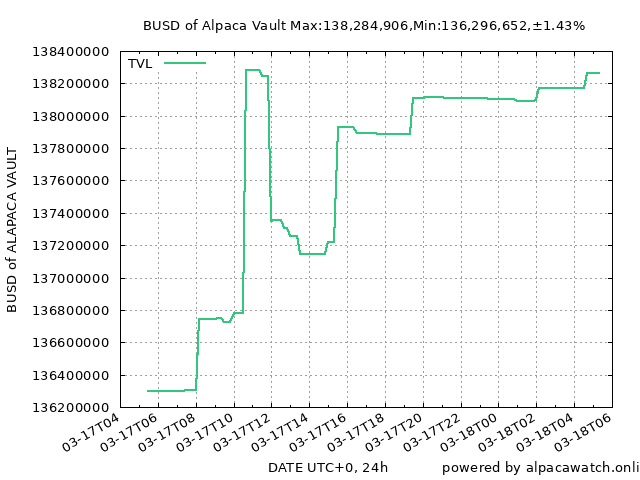 BUSD of Alpaca Vault Max:138,284,906,Min:136,296,652,±1.43%
TVL
138400000
138200000
138000000
137800000
137600000
137400000
137200000
137000000
136800000
136600000
136400000
136200000
BUSD of ALAPACA VAULT
03-17T04
03-17T06
03-17T08
03-17T10
03-17T12
03-17T14
03-17T16
03-17T18
03-17T20
03-17T22
03-18T00
03-18T02
03-18T04
03-18T06
DATE UTC+0, 24h
powered by alpacawatch.onli